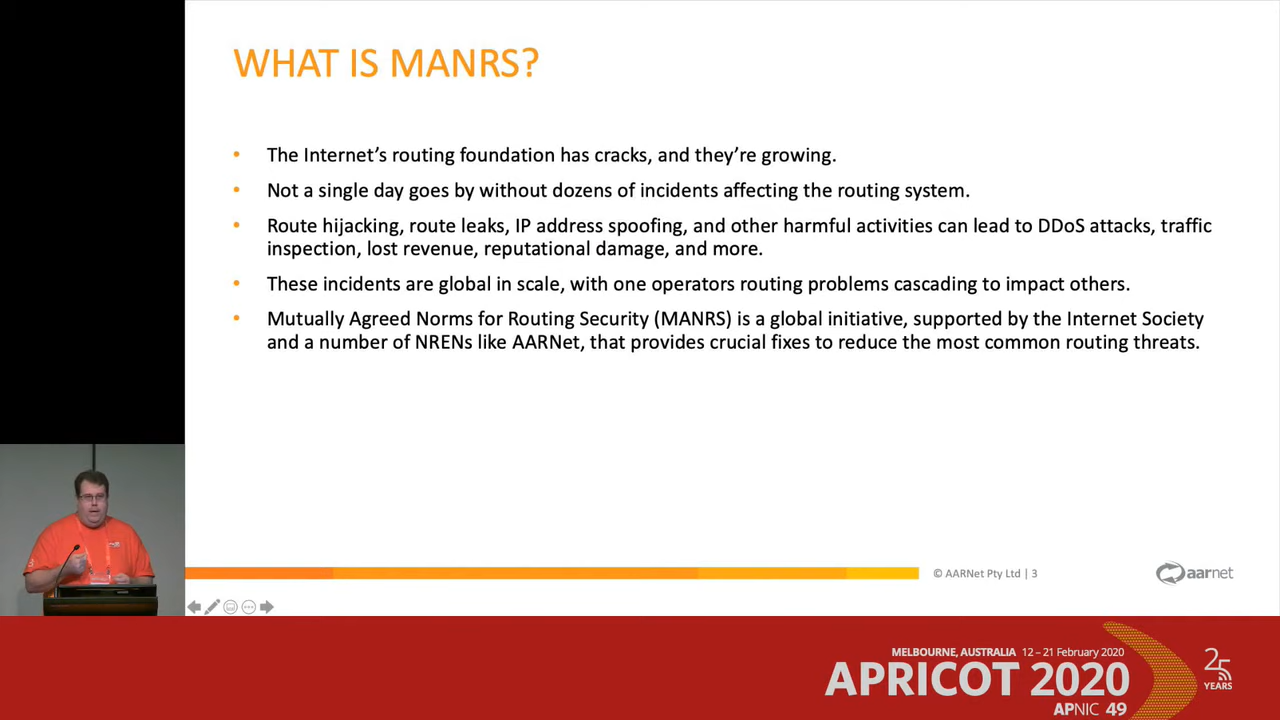 WHAT IS MANRS?
• The Internet's routing foundation has cracks, and they're growing.
• Not a single day goes by without dozens of incidents affecting the routing system.
• Route hijacking, route leaks, IP address spoofing, and other harmful activities can lead to DDoS attacks, traffic
inspection, lost revenue, reputational damage, and more.
• These incidents are global in scale, with one operators routing problems cascading to impact others.
• Mutually Agreed Norms for Routing Security (MANRS) is a global initiative, supported by the Internet Society
and a number of NRENs like AARNet, that provides crucial fixes to reduce the most common routing threats.
© AARNet Pty Ltd | 3
aarnet
MELBOURNE, AUSTRALIA 12 – 21 February 2020
APRICOT 2020
APNIC 49
25
YEARS